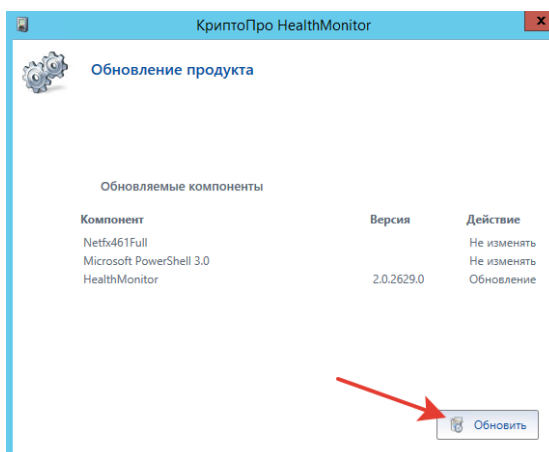 КриптоПро HealthMonitor
Обновление продукта
Обновляемые компоненты
Компонент Версия Действие
Netfx461Full Не изменять
Microsoft PowerShell 3.0 Не изменять
HealthMonitor 2.0.2629.0 Обновление
Обновить